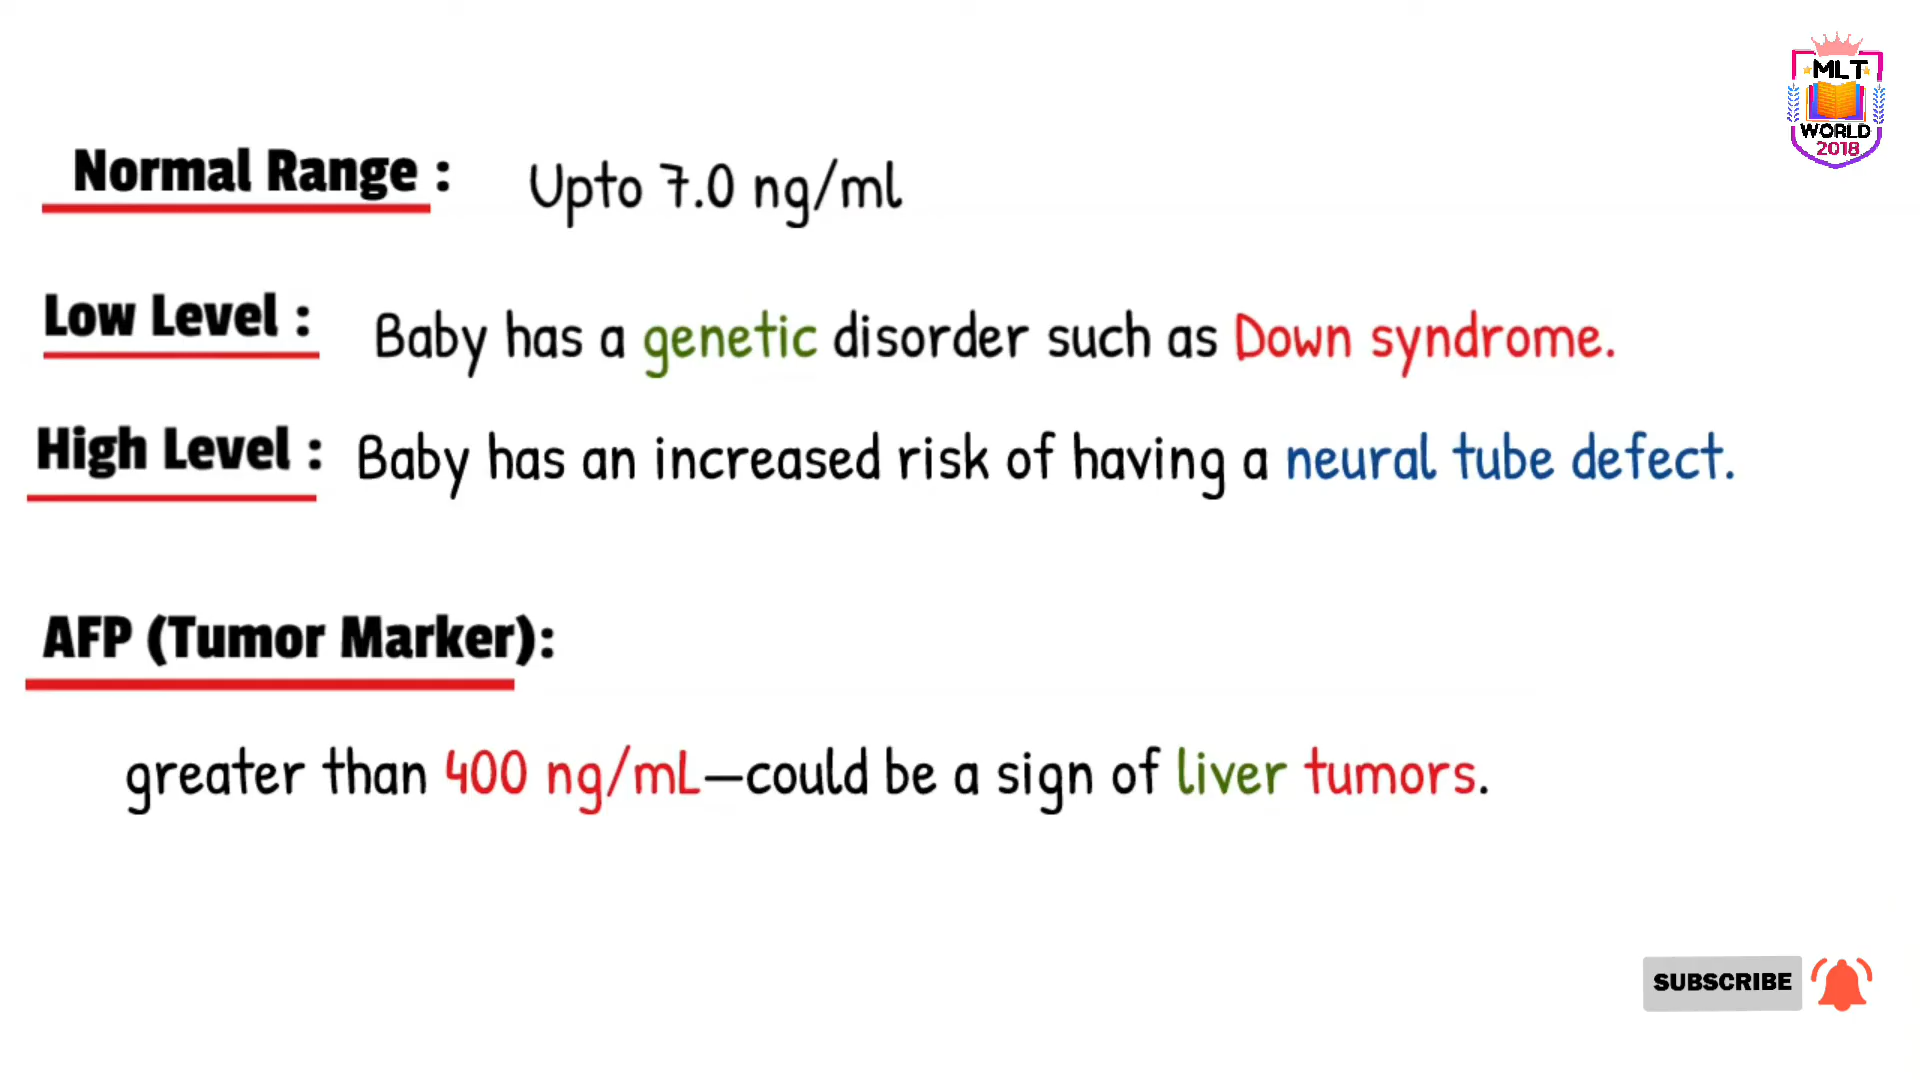 MLT
WORLD
2018
Normal Range : Upto 7.0 ng/ml
Low Level : Baby has a genetic disorder such as Down syndrome.
High Level : Baby has an increased risk of having a neural tube defect.
AFP (Tumor Marker):
greater than 400 ng/mL—could be a sign of liver tumors.
SUBSCRIBE